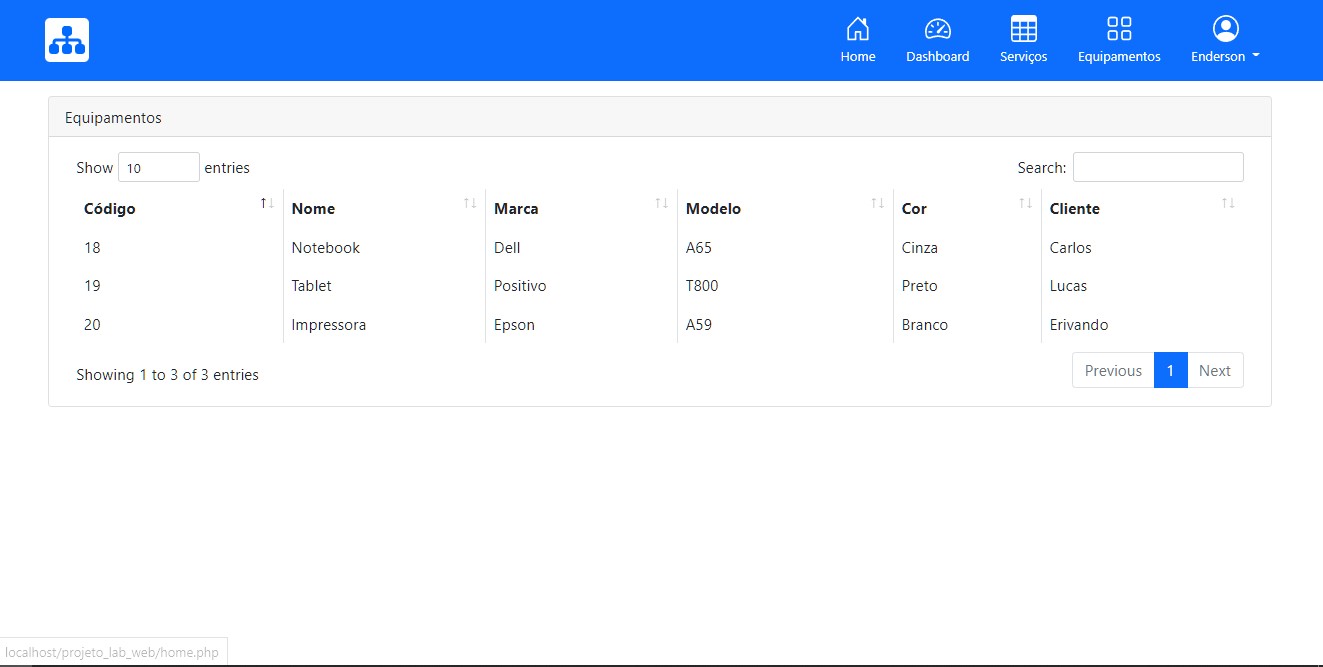 Home Dashboard Serviços Equipamentos Enderson
Equipamentos
Show 10 entries Search:
Código Nome Marca Modelo Cor Cliente
18 Notebook Dell A65 Cinza Carlos
19 Tablet Positivo T800 Preto Lucas
20 Impressora Epson A59 Branco Erivando
Showing 1 to 3 of 3 entries Previous 1 Next
localhost/projeto_lab_web/home.php